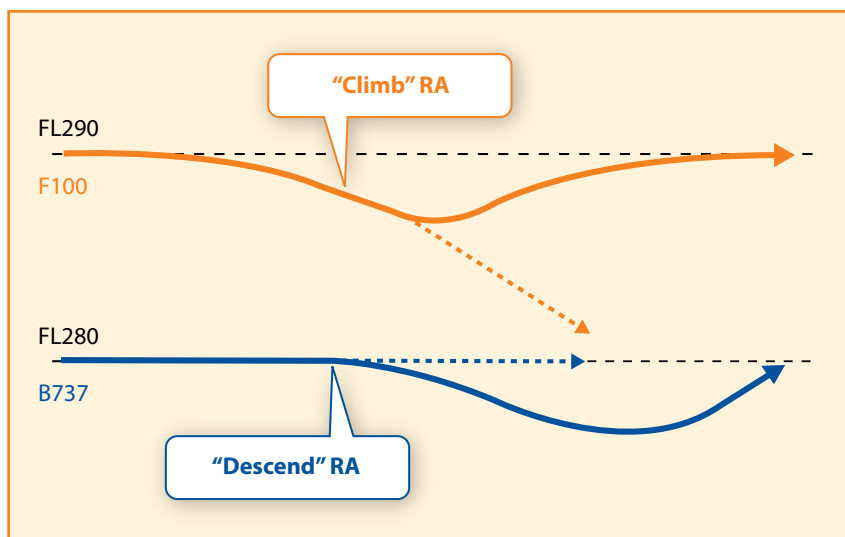 “Climb” RA
FL290
F100
FL280
B737
“Descend” RA